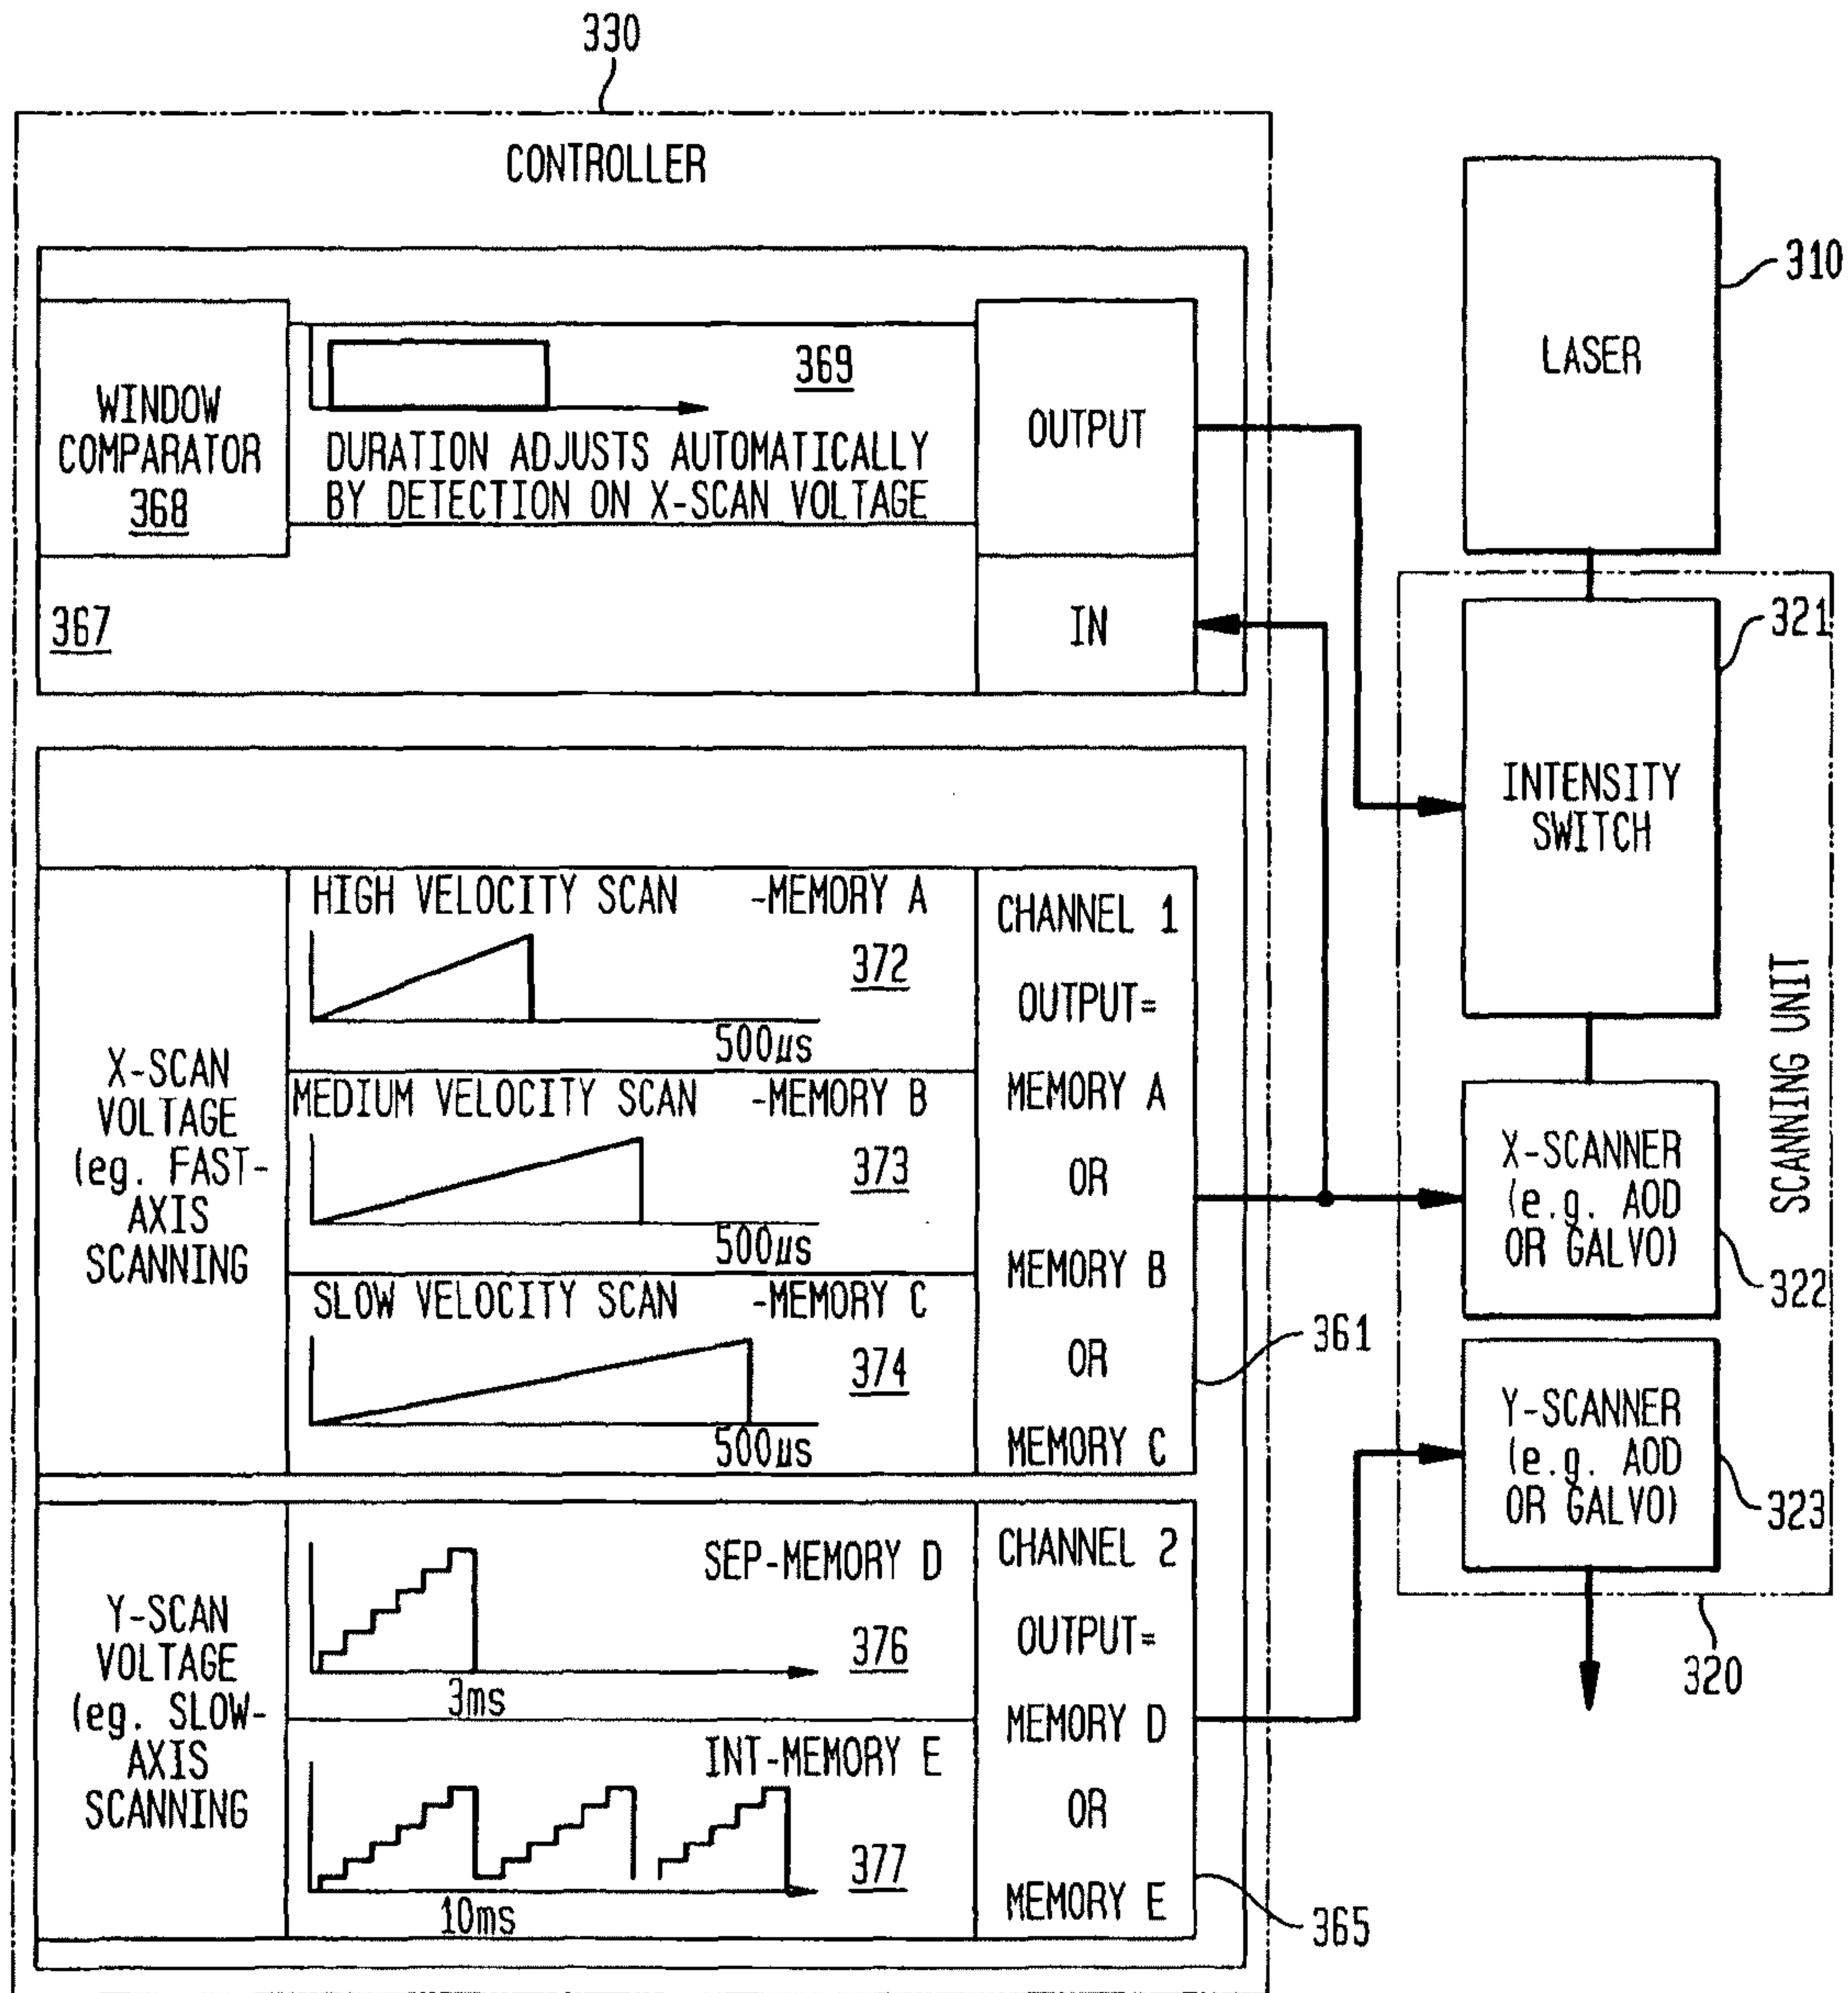 330
CONTROLLER
WINDOW
COMPARATOR
368
369
DURATION ADJUSTS AUTOMATICALLY
BY DETECTION ON X-SCAN VOLTAGE
OUTPUT
IN
367
LASER
310
INTENSITY
SWITCH
321
SCANNING UNIT
X-SCAN
VOLTAGE
(eg. FAST-
AXIS
SCANNING
HIGH VELOCITY SCAN -MEMORY A
372
500µs
MEDIUM VELOCITY SCAN -MEMORY B
373
500µs
SLOW VELOCITY SCAN -MEMORY C
374
500µs
CHANNEL 1
OUTPUT=
MEMORY A
OR
MEMORY B
OR
MEMORY C
361
X-SCANNER
(e.g. AOD
OR GALVO)
322
Y-SCANNER
(e.g. AOD
OR GALVO)
323
320
Y-SCAN
VOLTAGE
(eg. SLOW-
AXIS
SCANNING
SEP-MEMORY D
376
3ms
INT-MEMORY E
377
10ms
CHANNEL 2
OUTPUT=
MEMORY D
OR
MEMORY E
365